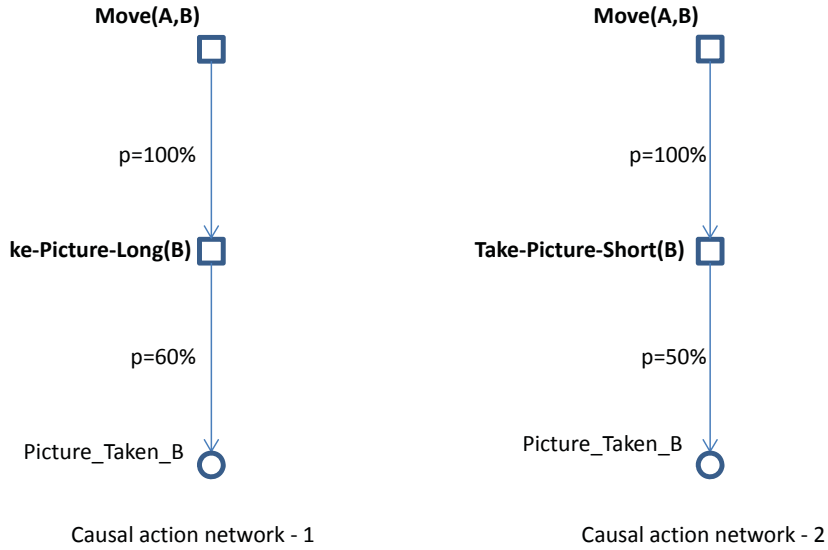 Move(A,B)
Move(A,B)
p=100%
p=100%
ke-Picture-Long(B)
Take-Picture-Short(B)
p=60%
p=50%
Picture_Taken_B
Picture_Taken_B
Causal action network - 1
Causal action network - 2